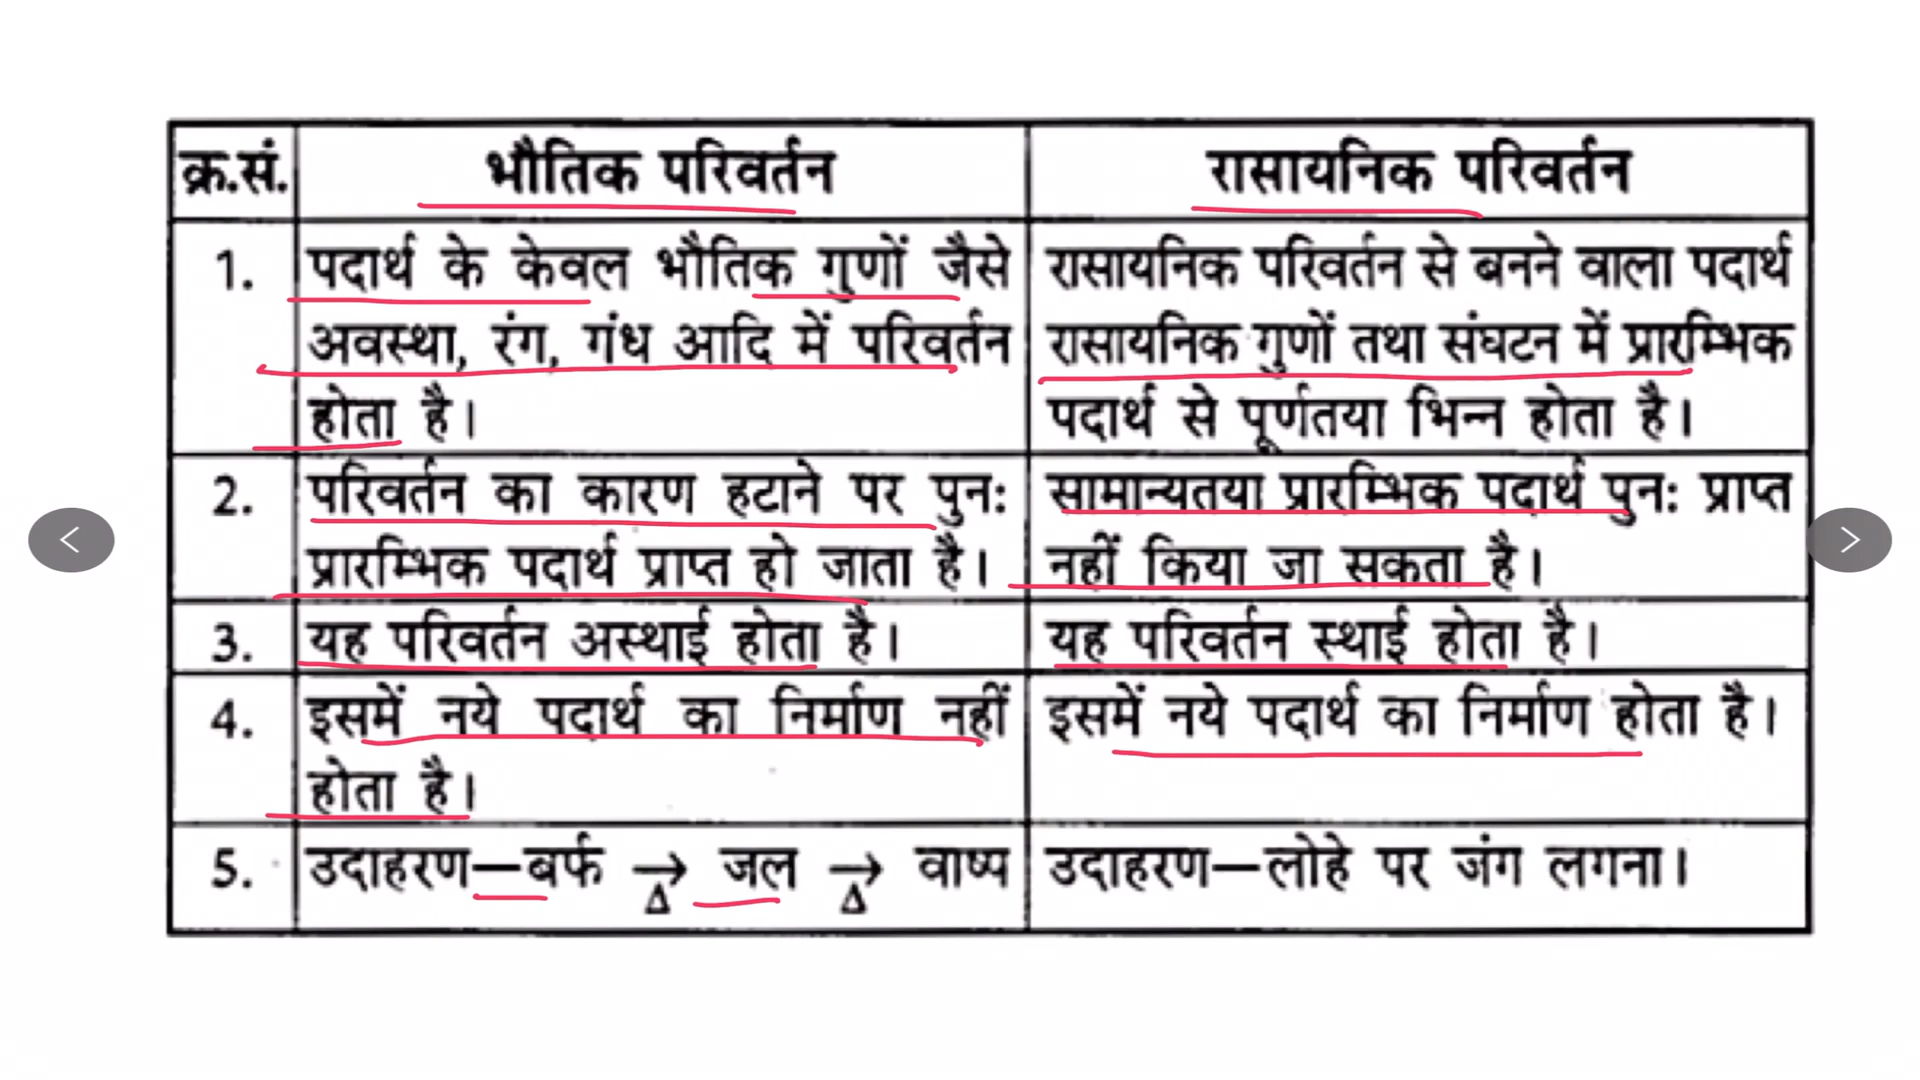 क्र.सं. भौतिक परिवर्तन रासायनिक परिवर्तन
1. पदार्थ के केवल भौतिक गुणों जैसे
अवस्था, रंग, गंध आदि में परिवर्तन
होता है।
रासायनिक परिवर्तन से बनने वाला पदार्थ
रासायनिक गुणों तथा संघटन में प्रारम्भिक
पदार्थ से पूर्णतया भिन्न होता है।
2. परिवर्तन का कारण हटाने पर पुनः
प्रारम्भिक पदार्थ प्राप्त हो जाता है।
सामान्यतया प्रारम्भिक पदार्थ पुनः प्राप्त
नहीं किया जा सकता है।
3. यह परिवर्तन अस्थाई होता है।
यह परिवर्तन स्थाई होता है।
4. इसमें नये पदार्थ का निर्माण नहीं
होता है।
इसमें नये पदार्थ का निर्माण होता है।
5. उदाहरण—बर्फ →Δ जल →Δ वाष्प
उदाहरण—लोहे पर जंग लगना।